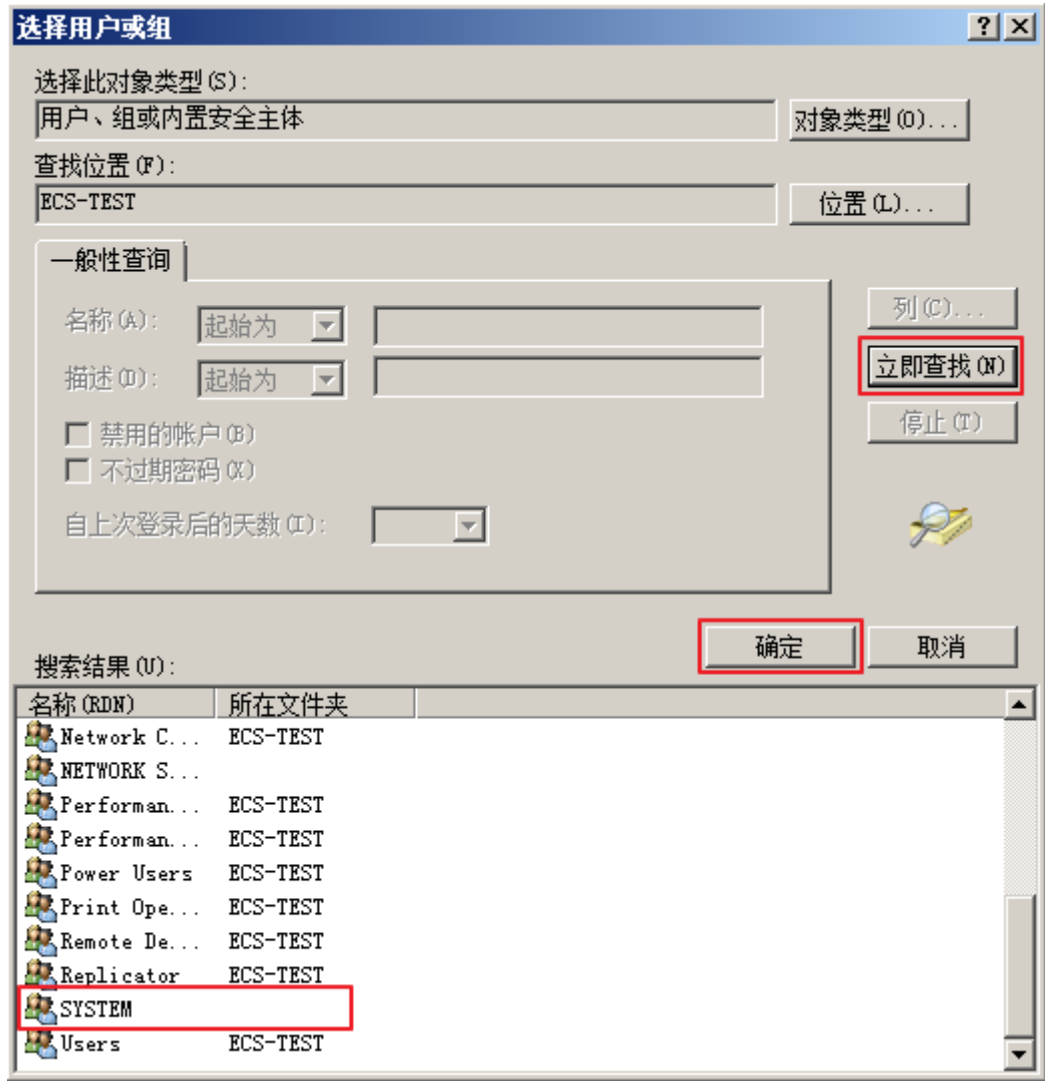 选择用户或组
选择此对象类型(S):
用户、组或内置安全主体 对象类型(O)...
查找位置(F):
ECS-TEST 位置(L)...
一般性查询
名称(A): 起始为 列(C)...
描述(D): 起始为 立即查找(N)
禁用的帐户(B) 停止(T)
不过期密码(X)
自上次登录后的天数(I):
确定 取消
搜索结果(U):
名称(RDN) 所在文件夹
Network C... ECS-TEST
NETWORK S...
Performan... ECS-TEST
Performan... ECS-TEST
Power Users ECS-TEST
Print Ope... ECS-TEST
Remote De... ECS-TEST
Replicator ECS-TEST
SYSTEM
Users ECS-TEST